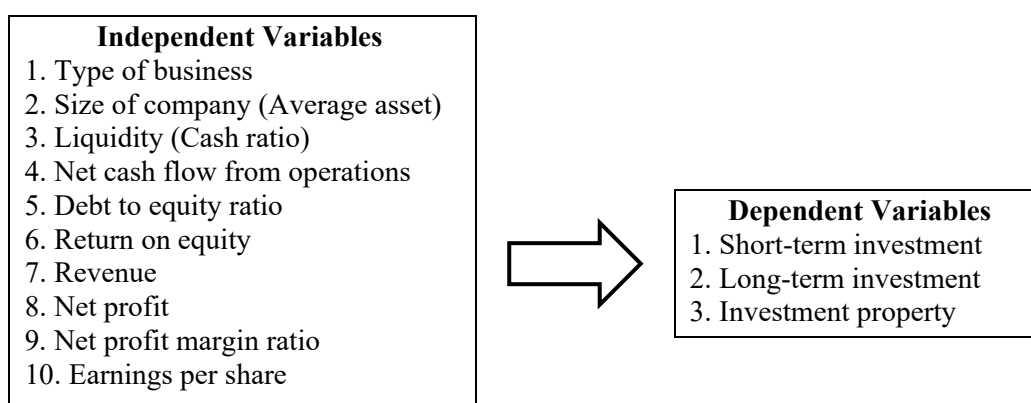 Independent Variables
1. Type of business
2. Size of company (Average asset)
3. Liquidity (Cash ratio)
4. Net cash flow from operations
5. Debt to equity ratio
6. Return on equity
7. Revenue
8. Net profit
9. Net profit margin ratio
10. Earnings per share
Dependent Variables
1. Short-term investment
2. Long-term investment
3. Investment property